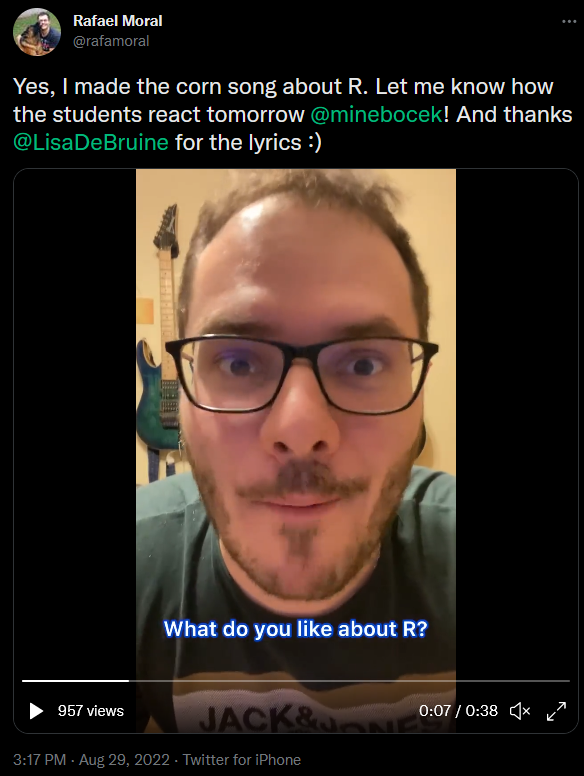 Rafael Moral
@rafamoral
Yes, I made the corn song about R. Let me know how
the students react tomorrow @minebocek! And thanks
@LisaDeBruine for the lyrics :)
What do you like about R?
957 views
0:07 / 0:38
JACK&JONES
3:17 PM · Aug 29, 2022 · Twitter for iPhone